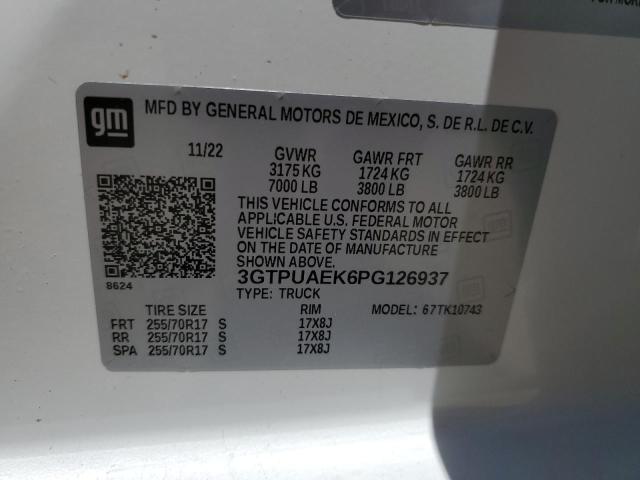 gm
MFD BY GENERAL MOTORS DE MEXICO, S. DE R.L. DE C.V.
11/22 GVWR GAWR FRT GAWR RR
3175 KG 1724 KG 1724 KG
7000 LB 3800 LB 3800 LB
THIS VEHICLE CONFORMS TO ALL
APPLICABLE U.S. FEDERAL MOTOR
VEHICLE SAFETY STANDARDS IN EFFECT
ON THE DATE OF MANUFACTURE
SHOWN ABOVE.
8624
3GTPUAEK6PG126937
TYPE: TRUCK
TIRE SIZE RIM MODEL: 67TK10743
FRT 255/70R17 S 17X8J
RR 255/70R17 S 17X8J
SPA 255/70R17 S 17X8J